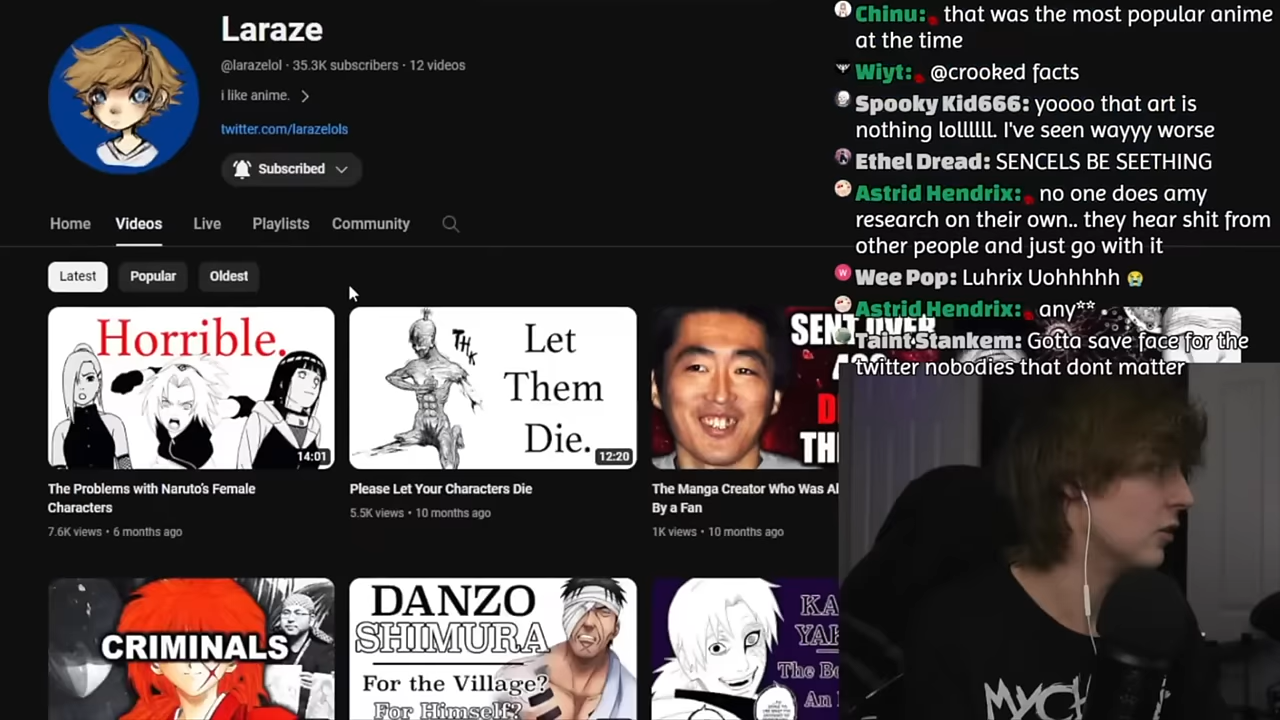 Laraze
@larazelol · 35.3K subscribers · 12 videos
i like anime.
twitter.com/larazelols
Subscribed
Home Videos Live Playlists Community
Latest Popular Oldest
Horrible.
14:01
The Problems with Naruto's Female
Characters
7.6K views • 6 months ago
THK
Let
Them
Die.
12:20
Please Let Your Characters Die
5.5K views • 10 months ago
SENT OVER
The Manga Creator Who Was
By a Fan
1K views • 10 months ago
CRIMINALS
DANZO
SHIMURA
For the Village?
For Himself?
The
An
Chinu: that was the most popular anime
at the time
Wiyt: @crooked facts
Spooky Kid666: yoooo that art is
nothing lolllll. I've seen wayyy worse
Ethel Dread: SENCELS BE SEETHING
Astrid Hendrix: no one does amy
research on their own.. they hear shit from
other people and just go with it
W
Wee Pop: Luhrix Uohhhhh 😭
Astrid Hendrix: any**
Taint Stankem: Gotta save face for the
twitter nobodies that dont matter